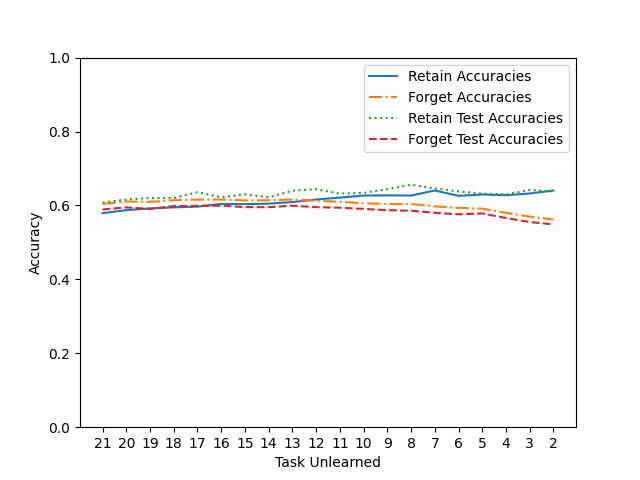 1.0
0.8
0.6
0.4
0.2
0.0
Accuracy
Retain Accuracies
Forget Accuracies
Retain Test Accuracies
Forget Test Accuracies
21 20 19 18 17 16 15 14 13 12 11 10 9 8 7 6 5 4 3 2
Task Unlearned